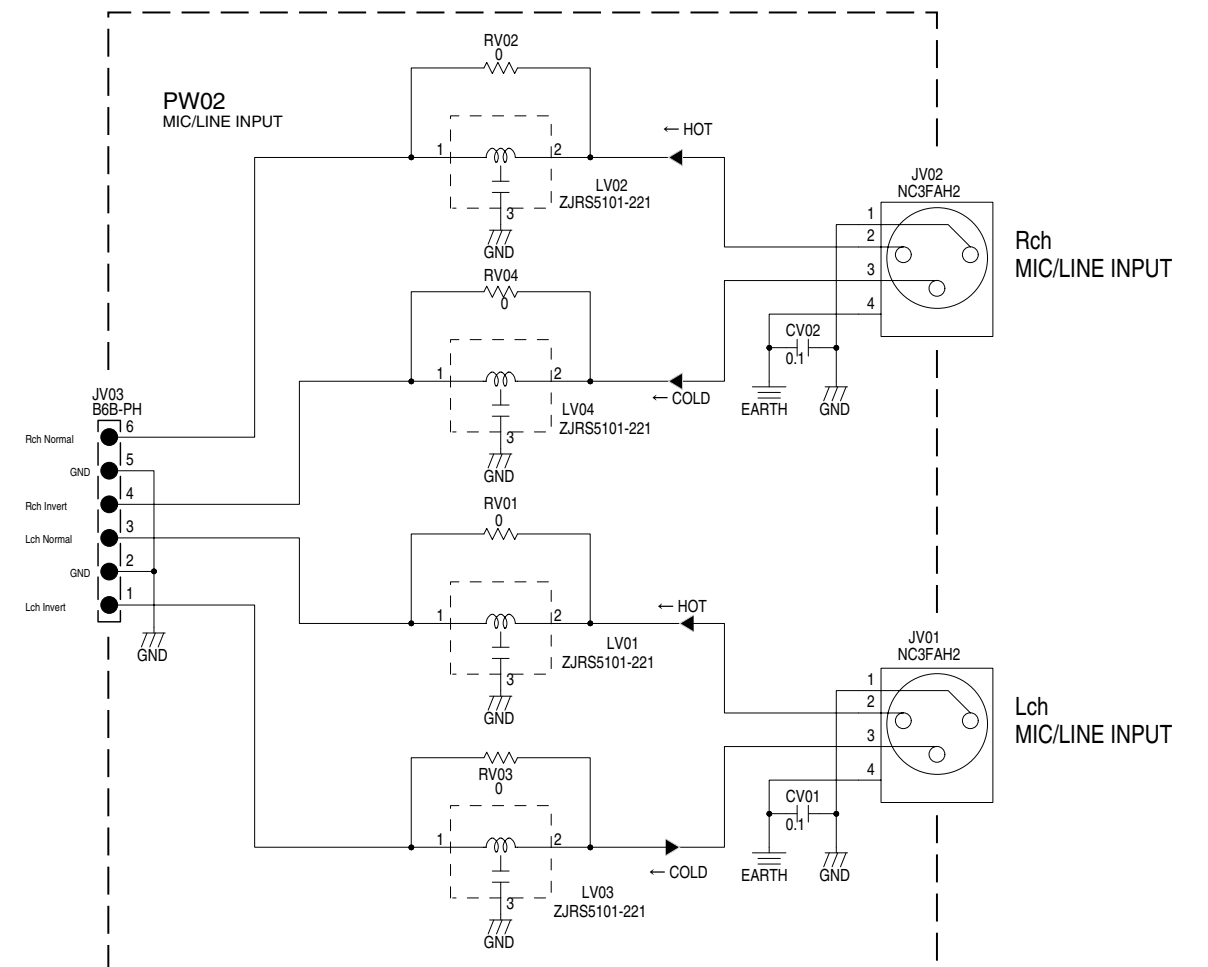 RV02
0
PW02
MIC/LINE INPUT
← HOT
1
2
LV02
ZJRS5101-221
3
GND
JV02
NC3FAH2
1
2
3
4
Rch
MIC/LINE INPUT
RV04
0
1
2
← COLD
LV04
ZJRS5101-221
3
GND
CV02
0.1
EARTH
GND
JV03
B6B-PH
Rch Normal
6
GND
5
Rch Invert
4
Lch Normal
3
GND
2
Lch Invert
1
GND
RV01
0
← HOT
1
2
LV01
ZJRS5101-221
3
GND
JV01
NC3FAH2
1
2
3
4
Lch
MIC/LINE INPUT
RV03
0
1
2
← COLD
LV03
ZJRS5101-221
3
GND
CV01
0.1
EARTH
GND